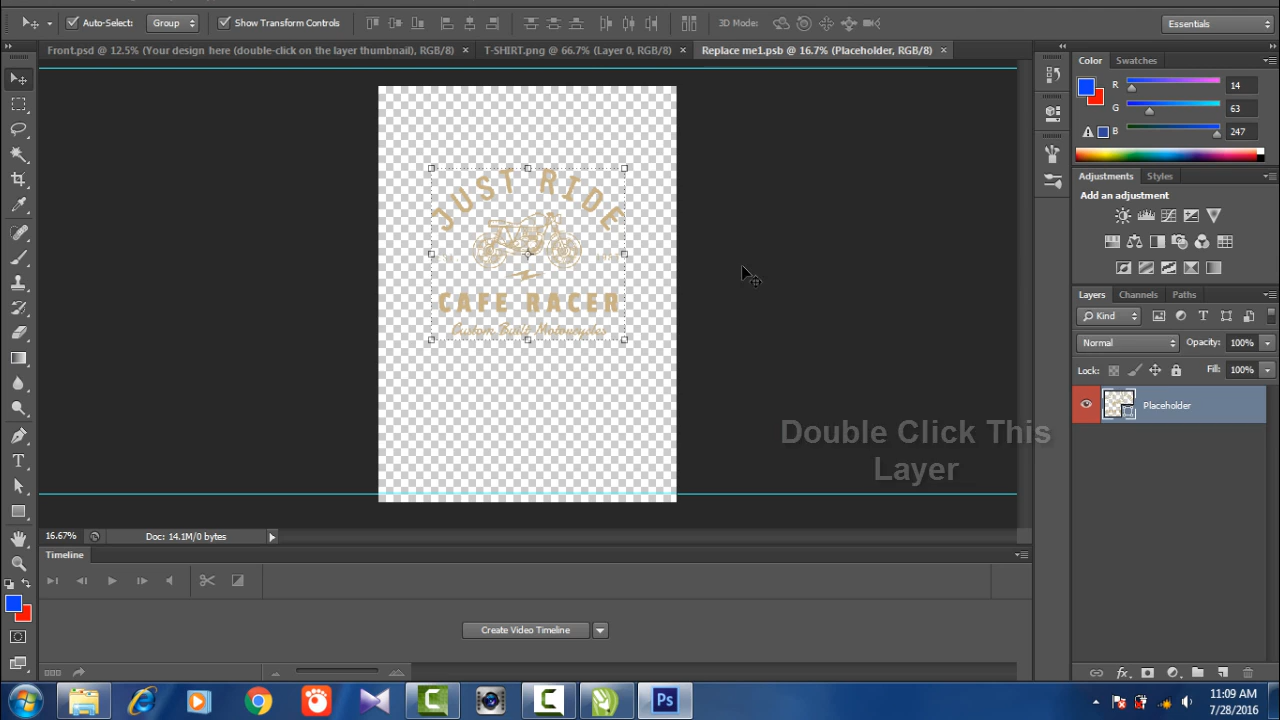 Auto-Select:
Group
Show Transform Controls
3D Mode:
Essentials
Front.psd @ 12.5% (Your design here (double-click on the layer thumbnail), RGB/8) ×
T-SHIRT.png @ 66.7% (Layer 0, RGB/8) ×
Replace me1.psb @ 16.7% (Placeholder, RGB/8) ×
Color
Swatches
R
14
G
63
B
247
Adjustments
Styles
Add an adjustment
JUST RIDE
CAFE RACER
Custom Built Motorcycles
Layers
Channels
Paths
Kind
Normal
Opacity:
100%
Lock:
Fill:
100%
Placeholder
Double Click This
Layer
16.67%
Doc: 14.1M/0 bytes
Timeline
Create Video Timeline
Ps
11:09 AM
7/28/2016